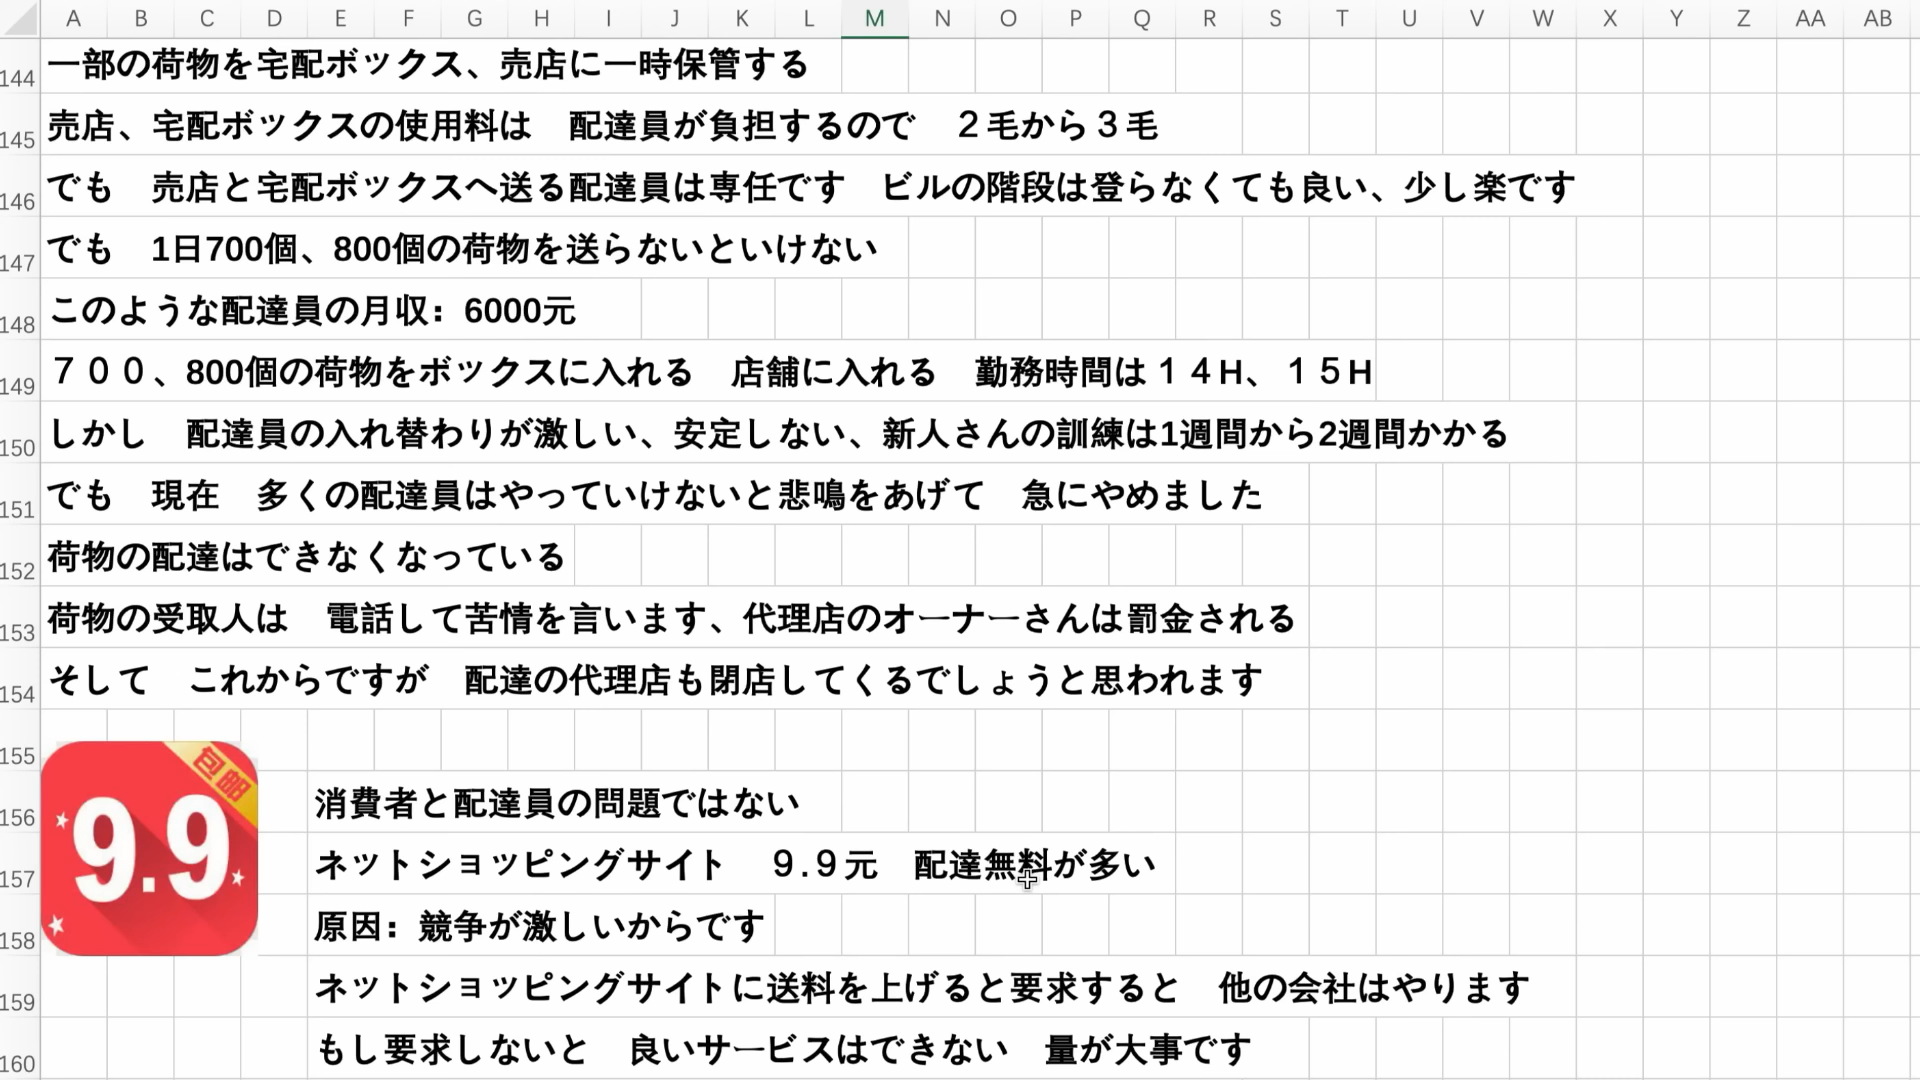 A B C D E F G H I J K L M N O P Q R S T U V W X Y Z AA AB
144 一部の荷物を宅配ボックス、売店に一時保管する
145 売店、宅配ボックスの使用料は　配達員が負担するので　２毛から３毛
146 でも　売店と宅配ボックスへ送る配達員は専任です　ビルの階段は登らなくても良い、少し楽です
147 でも　1日700個、800個の荷物を送らないといけない
148 このような配達員の月収：6000元
149 ７００、800個の荷物をボックスに入れる　店舗に入れる　勤務時間は１４H、１５H
150 しかし　配達員の入れ替わりが激しい、安定しない、新人さんの訓練は1週間から2週間かかる
151 でも　現在　多くの配達員はやっていけないと悲鳴をあげて　急にやめました
152 荷物の配達はできなくなっている
153 荷物の受取人は　電話して苦情を言います、代理店のオーナーさんは罰金される
154 そして　これからですが　配達の代理店も閉店してくるでしょうと思われます
155
包邮
9.9
156 消費者と配達員の問題ではない
157 ネットショッピングサイト　９.９元　配達無料が多い
158 原因：競争が激しいからです
159 ネットショッピングサイトに送料を上げると要求すると　他の会社はやります
160 もし要求しないと　良いサービスはできない　量が大事です